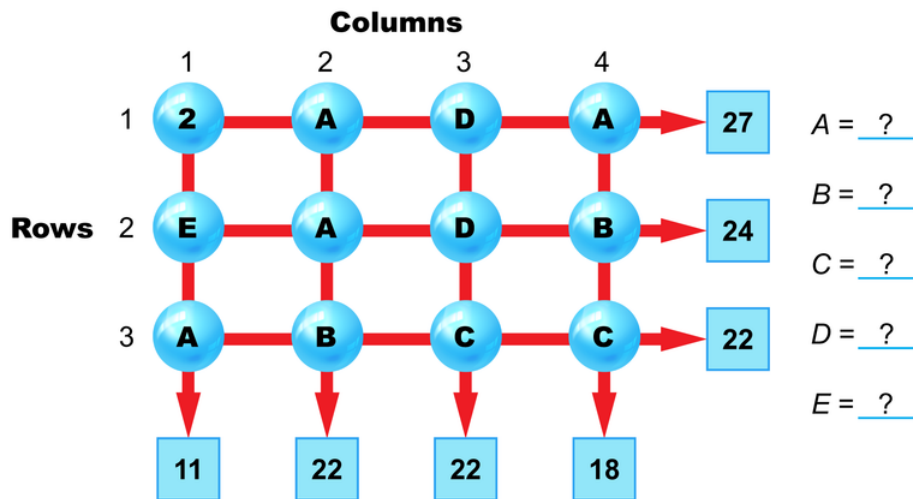 Columns
1 2 3 4
1 2 A D A 27
A = ?
B = ?
Rows 2 E A D B 24
C = ?
3 A B C C 22
D = ?
E = ?
11 22 22 18